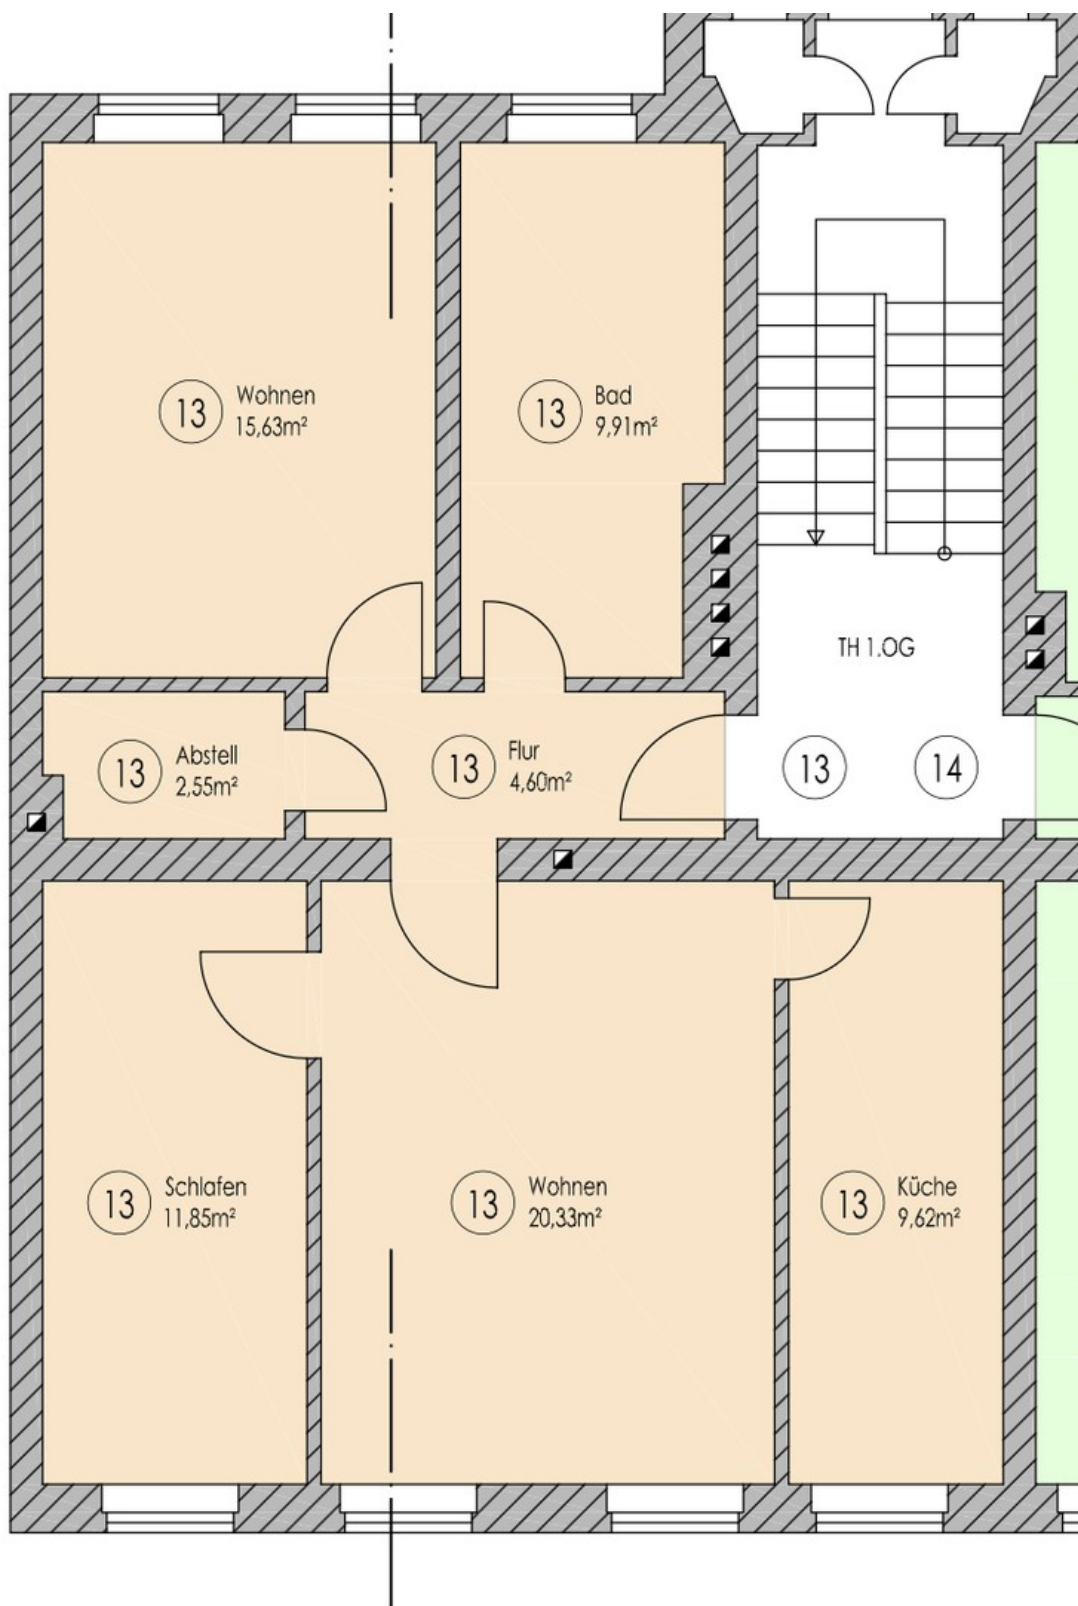 13
Wohnen
15,63m²
13
Bad
9,91m²
TH 1.OG
13
Abstell
2,55m²
13
Flur
4,60m²
13
14
13
Schlafen
11,85m²
13
Wohnen
20,33m²
13
Küche
9,62m²